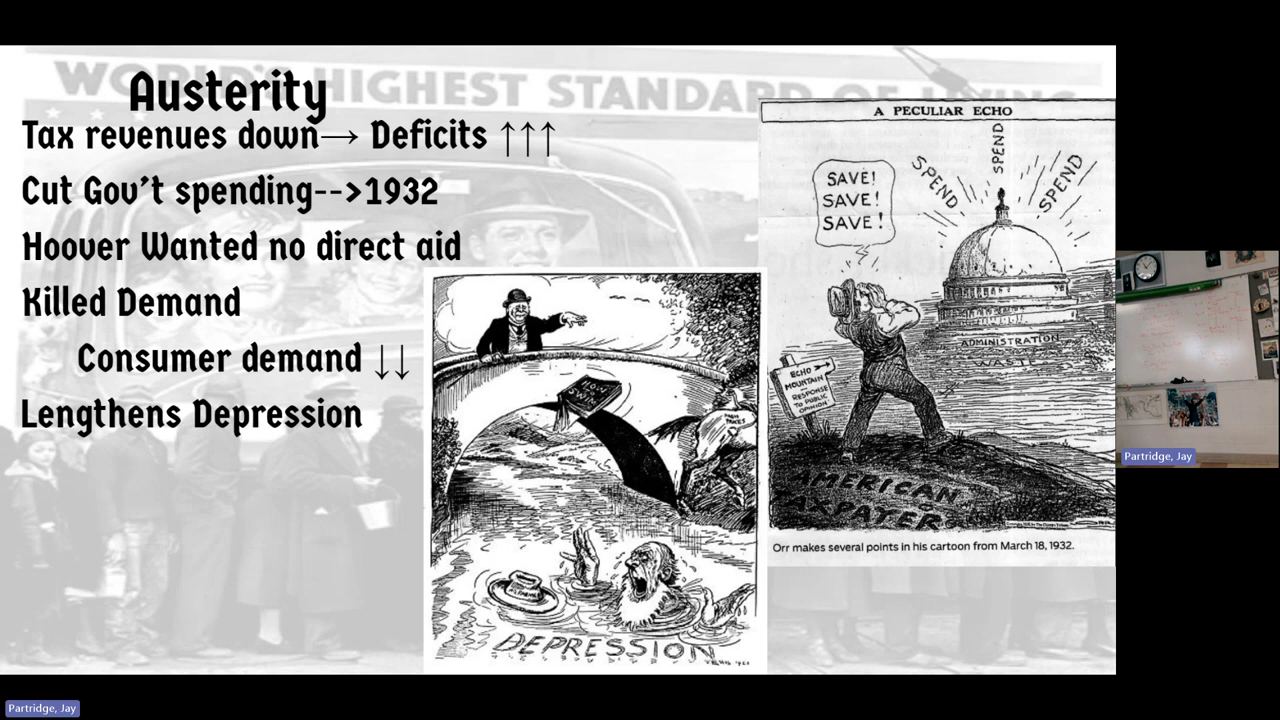 WORLD'S HIGHEST STANDARD OF LIVING
Austerity
Tax revenues down→ Deficits ↑↑↑
Cut Gov't spending-->1932
Hoover Wanted no direct aid
Killed Demand
Consumer demand ↓↓
Lengthens Depression
A PECULIAR ECHO
SAVE!
SAVE!
SAVE!
SPEND
SPEND
SPEND
ADMINISTRATION
WASTE
ECHO
MOUNTAIN
RESPONSE
TO PUBLIC
OPINION
AMERICAN
TAXPAYER
Orr makes several points in his cartoon from March 18, 1932.
DEPRESSION
Partridge, Jay
Partridge, Jay